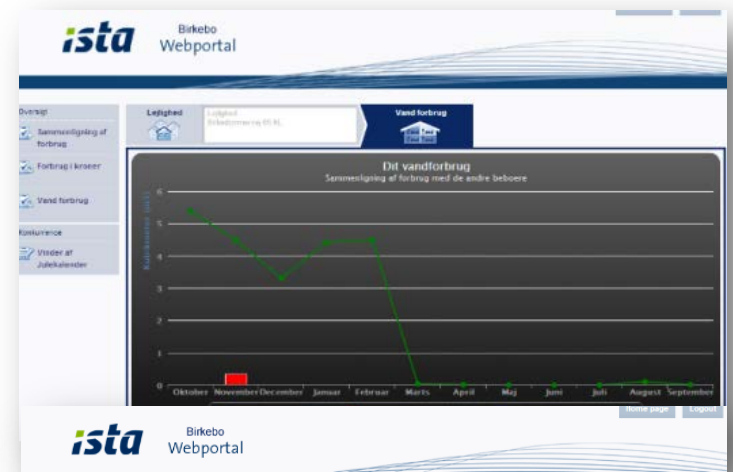 ista
Birkebo
Webportal
Oversigt
Sammenligning af
forbrug
Forbrug i kroner
Vand forbrug
Konkurrence
Vinder af
Julekalender
Lejlighed
Lejlighed
Vand forbrug
Dit vandforbrug
Sammenligning af forbrug med de andre beboere
6
5
4
3
2
1
0
Oktober November December Januar Februar Marts April Maj Juni Juli August September
Home page Logout
ista
Birkebo
Webportal